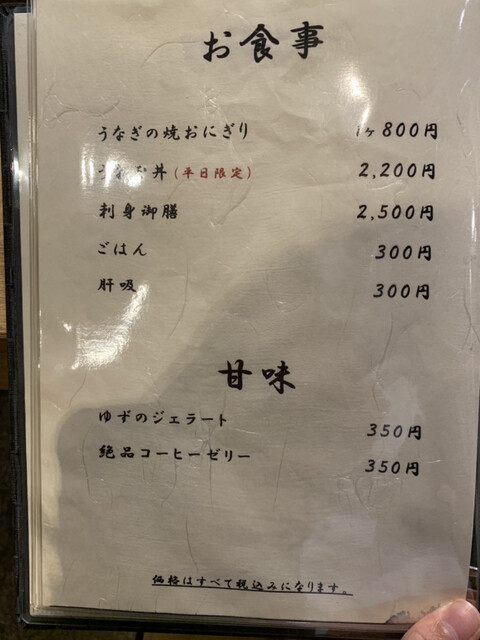 お食事
うなぎの焼おにぎり 1ヶ 800円
丼（平日限定） 2,200円
刺身御膳 2,500円
ごはん 300円
肝吸 300円
甘味
ゆずのジェラート 350円
絶品コーヒーゼリー 350円
価格はすべて税込みになります。